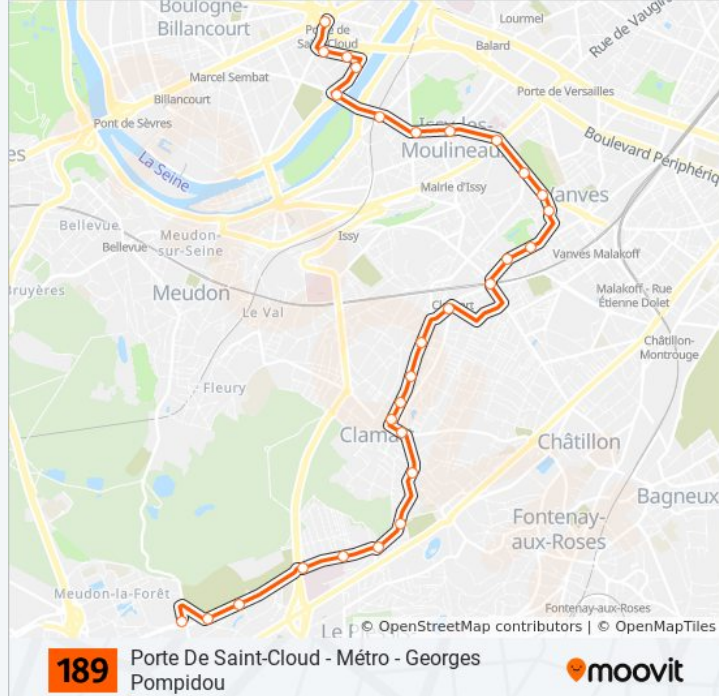 Boulogne-
Billancourt
Lourmel
Rue de Vaugir
Porte de
Saint-Cloud
Balard
Marcel Sembat
Porte de Versailles
Billancourt
Pont de Sèvres
Issy-les-
Moulineaux
Boulevard Périphériq
La Seine
es
Mairie d'Issy
Vanves
Bellevue
Meudon-
sur-Seine
Issy
Bellevue
Vanves Malakoff
Bruyères
Meudon
Malakoff - Rue
Étienne Dolet
Clamart
Le Val
Châtillon-
Montrouge
Fleury
Clamart
Châtillon
Bagneux
Fontenay-
aux-Roses
Meudon-la-Forêt
Fontenay-aux-Roses
Le P
© OpenStreetMap contributors | © OpenMapTiles
189
Porte De Saint-Cloud - Métro - Georges
Pompidou
moovit